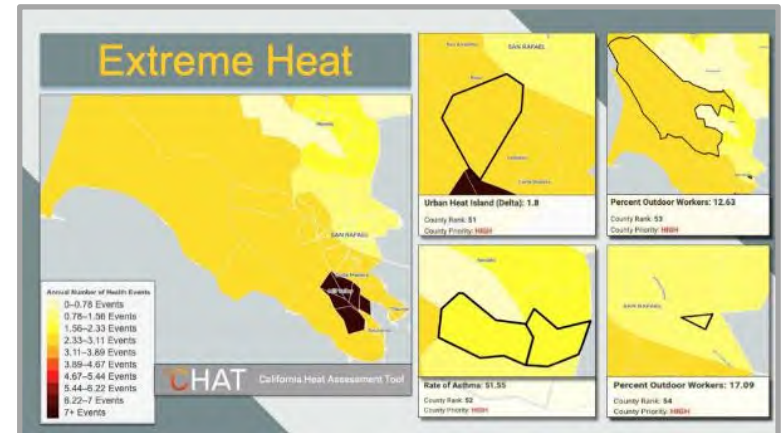 Extreme Heat
SAN RAFAEL
Annual Number of Health Events
0–0.78 Events
0.78–1.56 Events
1.56–2.33 Events
2.33–3.11 Events
3.11–3.89 Events
3.89–4.67 Events
4.67–5.44 Events
5.44–6.22 Events
6.22–7 Events
7+ Events
CHAT California Heat Assessment Tool
SAN RAFAEL
Urban Heat Island (Delta): 1.8
County Rank: 51
County Priority: HIGH
Percent Outdoor Workers: 12.63
County Rank: 53
County Priority: HIGH
Rate of Asthma: 51.55
County Rank: 52
County Priority: HIGH
SAN RAFAEL
Percent Outdoor Workers: 17.09
County Rank: 54
County Priority: HIGH